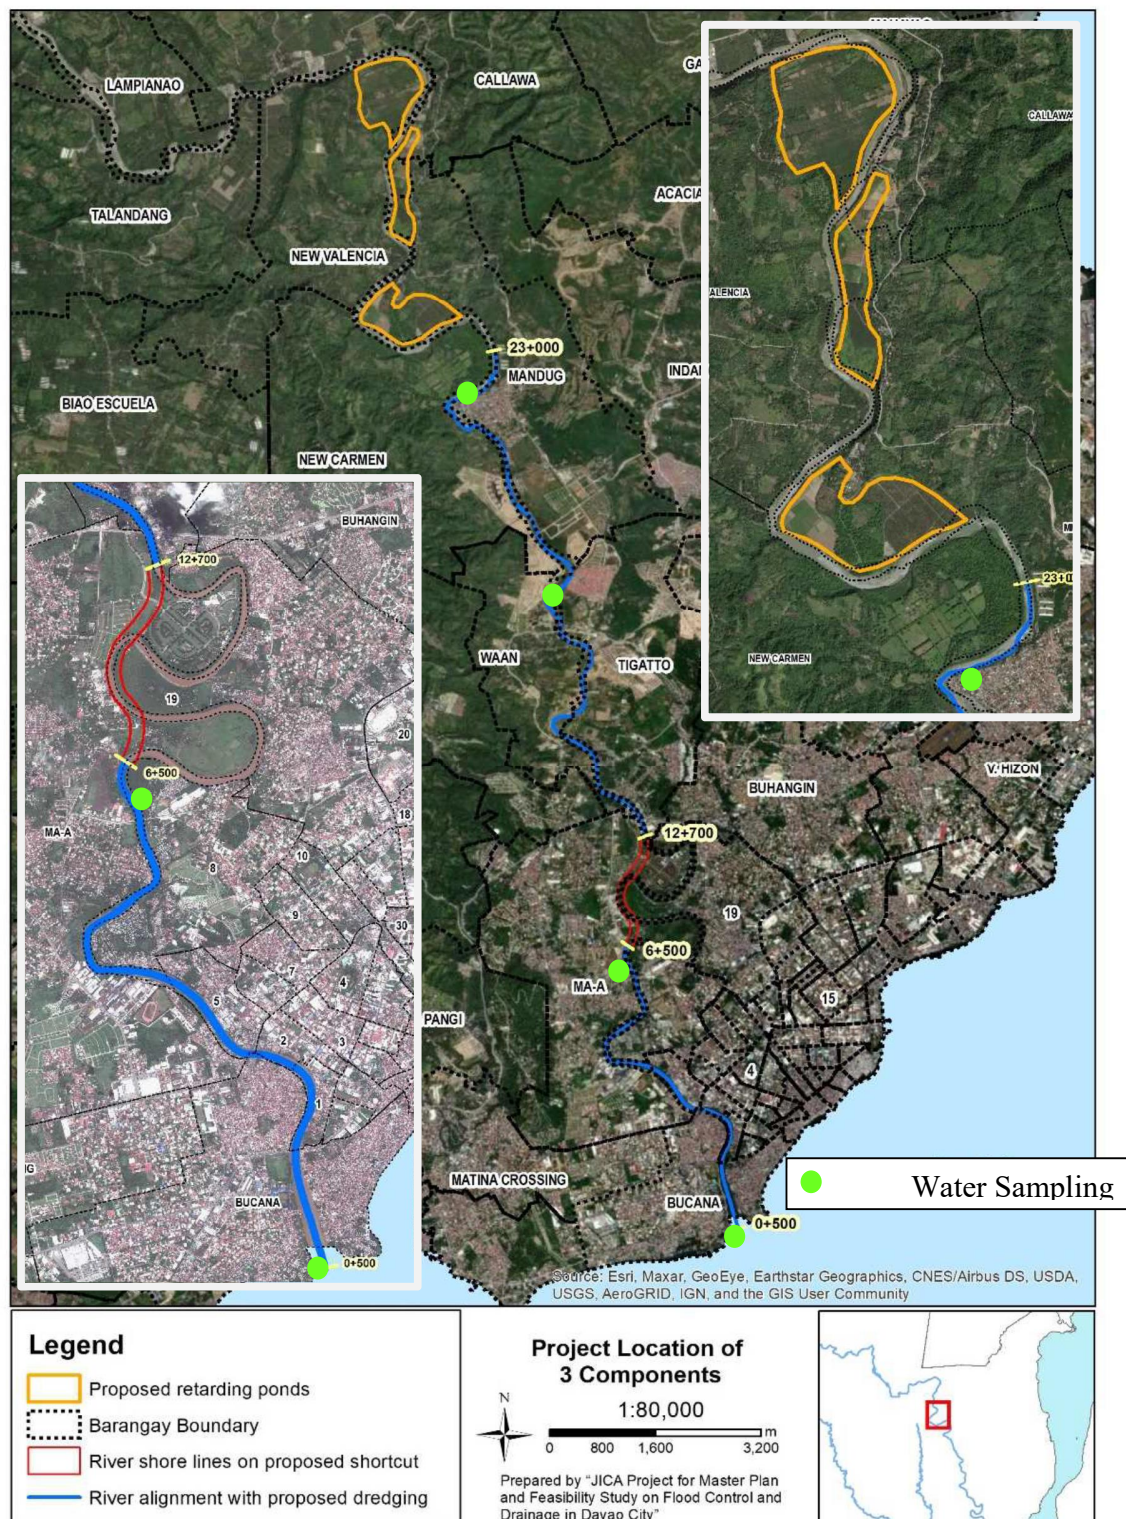 LAMPIANAO
CALLAWA
TALANDANG
ACACIA
NEW VALENCIA
23+000
MANDUG
BIAO ESCUELA
NEW CARMEN
WAAN
TIGATTO
BUHANGIN
V. HIZON
12+700
19
6+500
MA-A
15
PANGI
4
MATINA CROSSING
BUCANA
0+500
CALLAWA
NEW CARMEN
BUHANGIN
12+700
19
20
6+500
18
MA-A
8
10
9
30
7
4
5
2
3
1
BUCANA
0+500
Water Sampling
Source: Esri, Maxar, GeoEye, Earthstar Geographics, CNES/Airbus DS, USDA,
USGS, AeroGRID, IGN, and the GIS User Community
Legend
Proposed retarding ponds
Barangay Boundary
River shore lines on proposed shortcut
River alignment with proposed dredging
Project Location of
3 Components
N
1:80,000
0 800 1,600 3,200 m
Prepared by "JICA Project for Master Plan
and Feasibility Study on Flood Control and
Drainage in Davao City"